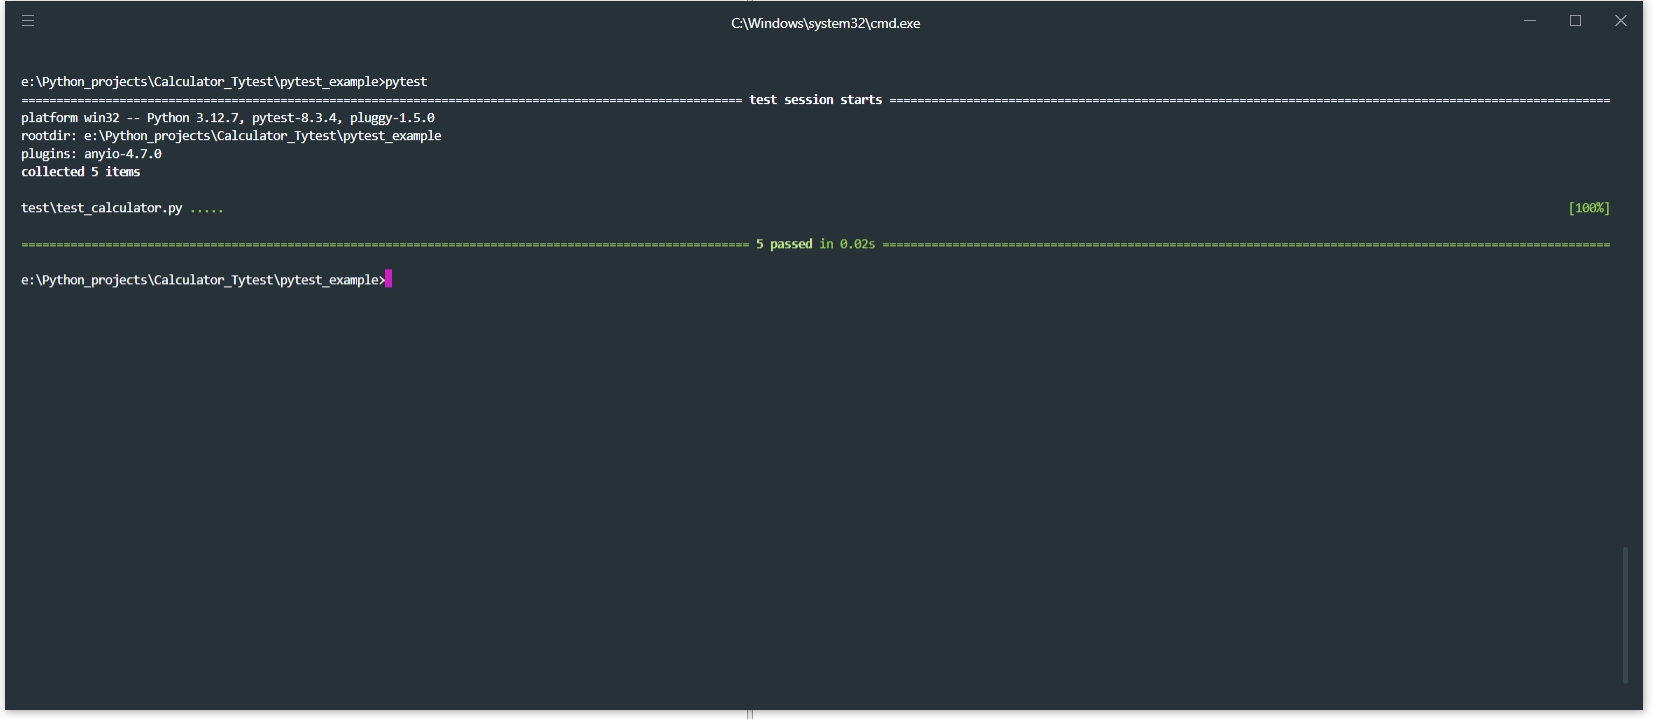 C:\Windows\system32\cmd.exe
e:\Python_projects\Calculator_Tytest\pytest_example>pytest
======================================================================================================= test session starts =======================================================================================================
platform win32 -- Python 3.12.7, pytest-8.3.4, pluggy-1.5.0
rootdir: e:\Python_projects\Calculator_Tytest\pytest_example
plugins: anyio-4.7.0
collected 5 items
test\test_calculator.py ..... [100%]
======================================================================================================== 5 passed in 0.02s ========================================================================================================
e:\Python_projects\Calculator_Tytest\pytest_example>